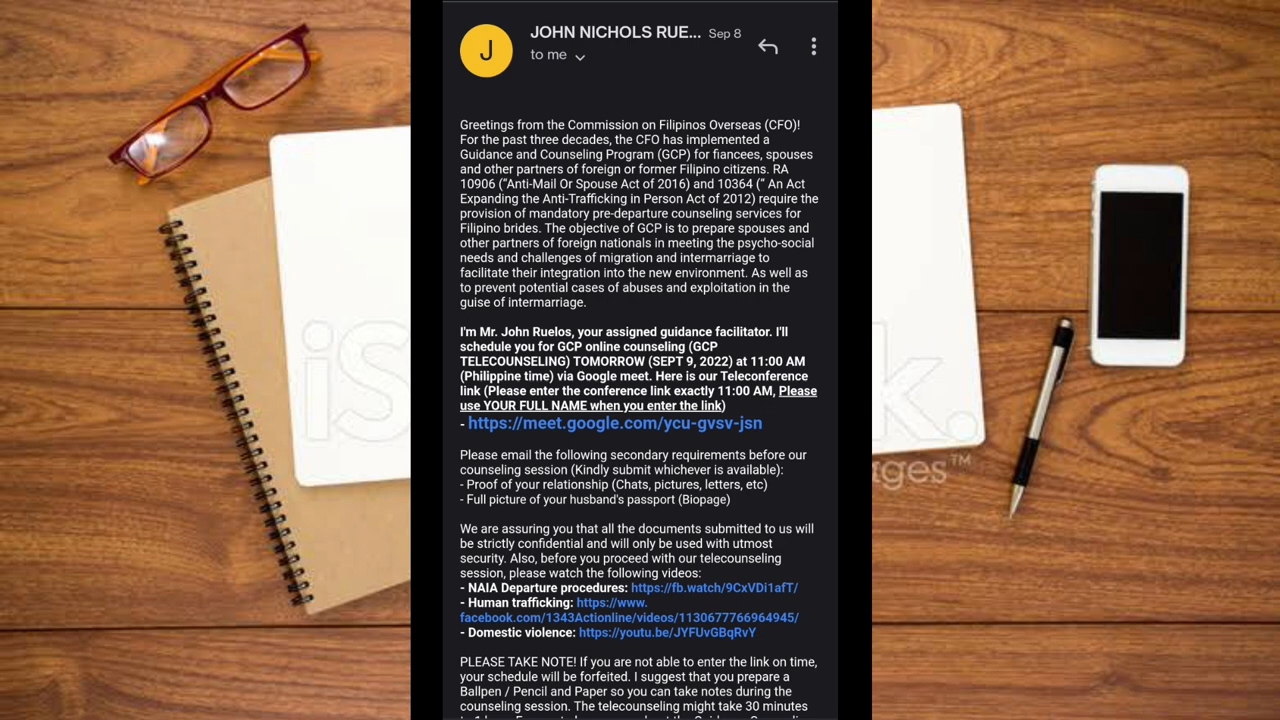 JOHN NICHOLS RUE... Sep 8
to me
J
Greetings from the Commission on Filipinos Overseas (CFO)!
For the past three decades, the CFO has implemented a
Guidance and Counseling Program (GCP) for fiancees, spouses
and other partners of foreign or former Filipino citizens. RA
10906 (“Anti-Mail Or Spouse Act of 2016) and 10364 (“ An Act
Expanding the Anti-Trafficking in Person Act of 2012) require the
provision of mandatory pre-departure counseling services for
Filipino brides. The objective of GCP is to prepare spouses and
other partners of foreign nationals in meeting the psycho-social
needs and challenges of migration and intermarriage to
facilitate their integration into the new environment. As well as
to prevent potential cases of abuses and exploitation in the
guise of intermarriage.
I'm Mr. John Ruelos, your assigned guidance facilitator. I'll
schedule you for GCP online counseling (GCP
TELECOUNSELING) TOMORROW (SEPT 9, 2022) at 11:00 AM
(Philippine time) via Google meet. Here is our Teleconference
link (Please enter the conference link exactly 11:00 AM, Please
use YOUR FULL NAME when you enter the link)
- https://meet.google.com/ycu-gvsv-jsn
Please email the following secondary requirements before our
counseling session (Kindly submit whichever is available):
- Proof of your relationship (Chats, pictures, letters, etc)
- Full picture of your husband's passport (Biopage)
We are assuring you that all the documents submitted to us will
be strictly confidential and will only be used with utmost
security. Also, before you proceed with our telecounseling
session, please watch the following videos:
- NAIA Departure procedures: https://fb.watch/9CxVDi1afT/
- Human trafficking: https://www.
facebook.com/1343Actionline/videos/1130677766964945/
- Domestic violence: https://youtu.be/JYFUvGBqRvY
PLEASE TAKE NOTE! If you are not able to enter the link on time,
your schedule will be forfeited. I suggest that you prepare a
Ballpen / Pencil and Paper so you can take notes during the
counseling session. The telecounseling might take 30 minutes
iS
k.
ages™